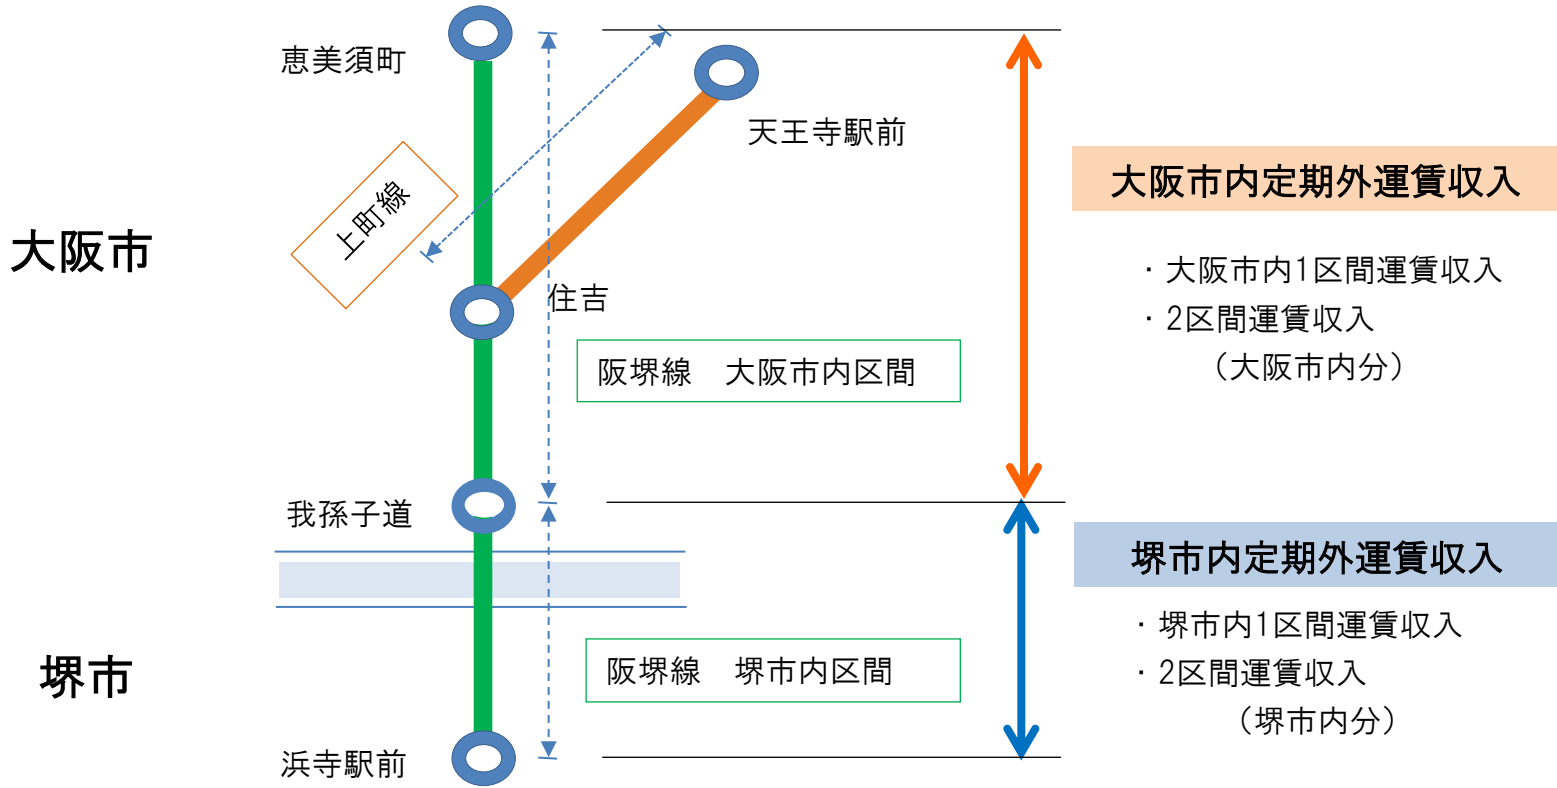 恵美須町
天王寺駅前
大阪市内定期外運賃収入
上町線
大阪市
・大阪市内1区間運賃収入
住吉
・2区間運賃収入
（大阪市内分）
阪堺線　大阪市内区間
我孫子道
堺市内定期外運賃収入
・堺市内1区間運賃収入
堺市
阪堺線　堺市内区間
・2区間運賃収入
（堺市内分）
浜寺駅前